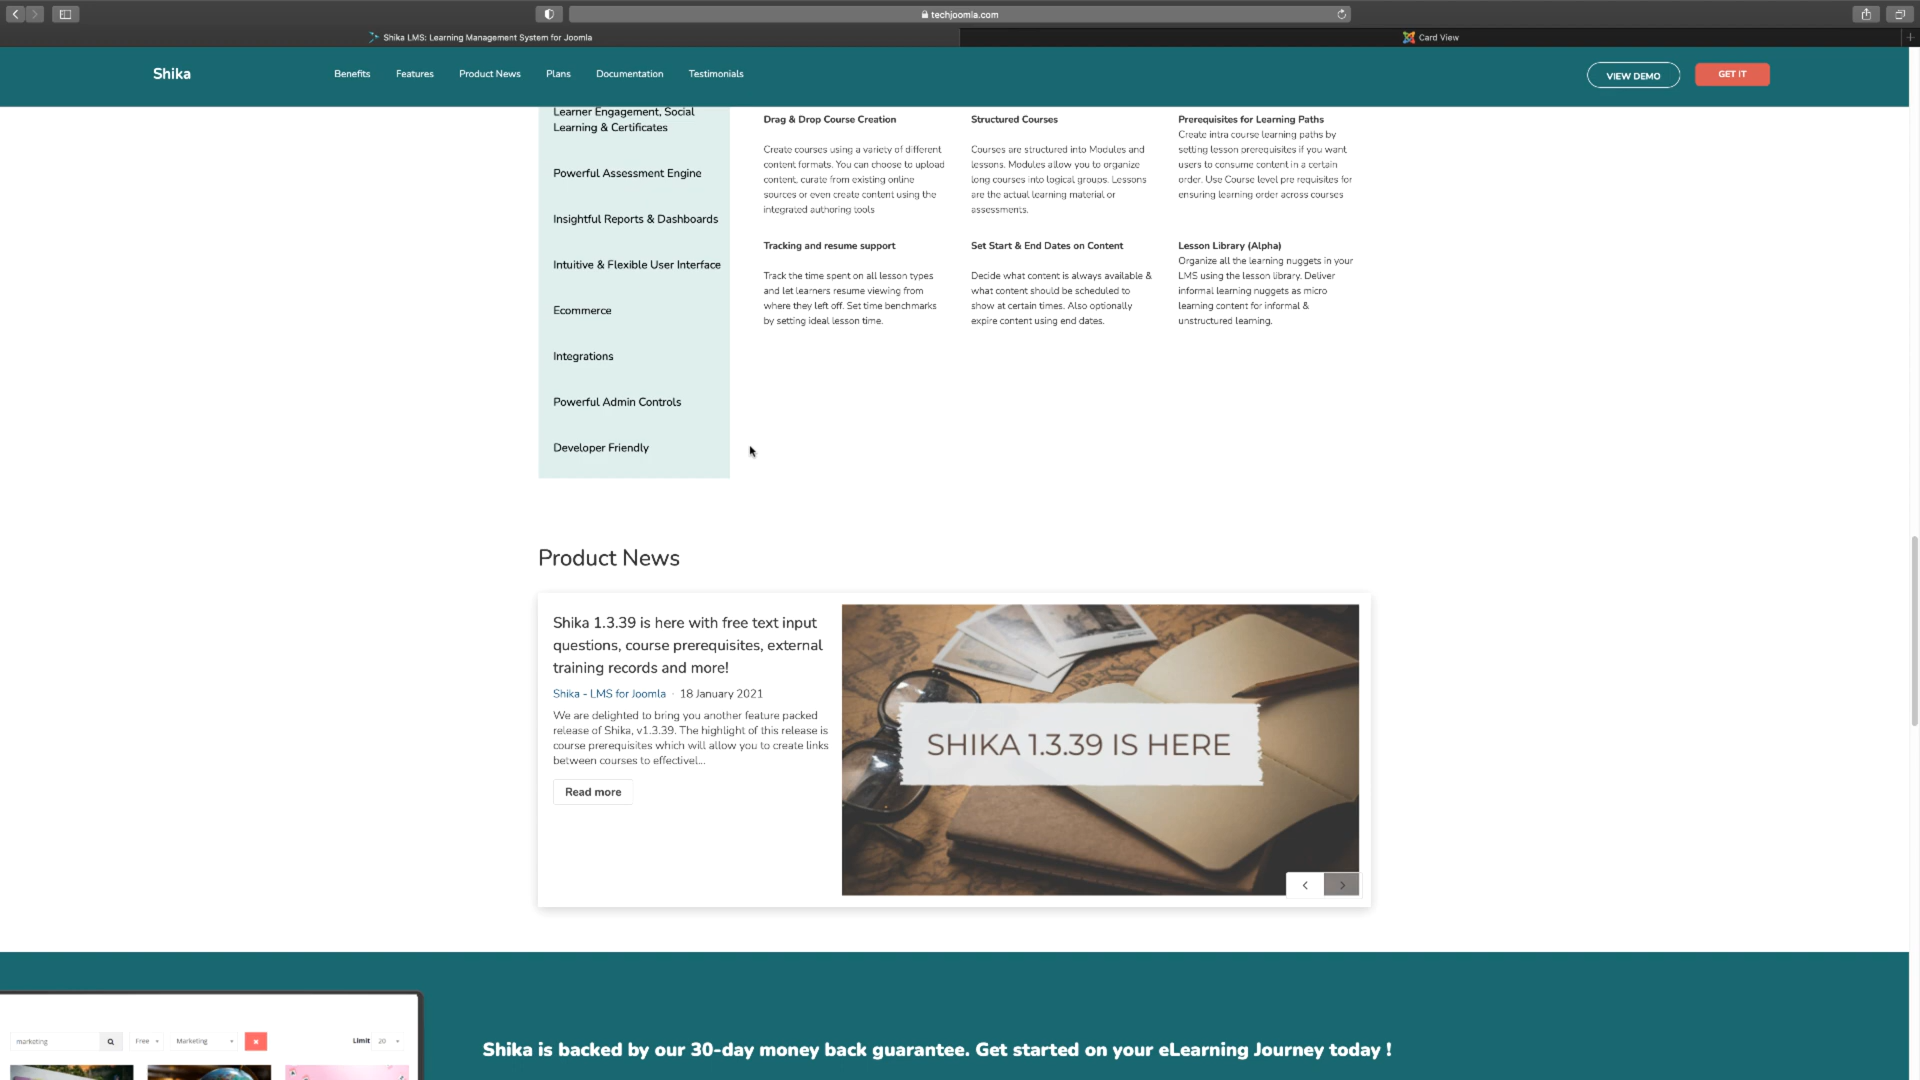 techjoomla.com
Shika LMS: Learning Management System for Joomla
Card View
Shika
Benefits
Features
Product News
Plans
Documentation
Testimonials
VIEW DEMO
GET IT
Learner Engagement, Social
Learning & Certificates
Powerful Assessment Engine
Insightful Reports & Dashboards
Intuitive & Flexible User Interface
Ecommerce
Integrations
Powerful Admin Controls
Developer Friendly
Drag & Drop Course Creation
Create courses using a variety of different
content formats. You can choose to upload
content, curate from existing online
sources or even create content using the
integrated authoring tools
Structured Courses
Courses are structured into Modules and
lessons. Modules allow you to organize
long courses into logical groups. Lessons
are the actual learning material or
assessments.
Prerequisites for Learning Paths
Create intra course learning paths by
setting lesson prerequisites if you want
users to consume content in a certain
order. Use Course level pre requisites for
ensuring learning order across courses
Tracking and resume support
Track the time spent on all lesson types
and let learners resume viewing from
where they left off. Set time benchmarks
by setting ideal lesson time.
Set Start & End Dates on Content
Decide what content is always available &
what content should be scheduled to
show at certain times. Also optionally
expire content using end dates.
Lesson Library (Alpha)
Organize all the learning nuggets in your
LMS using the lesson library. Deliver
informal learning nuggets as micro
learning content for informal &
unstructured learning.
Product News
Shika 1.3.39 is here with free text input
questions, course prerequisites, external
training records and more!
Shika - LMS for Joomla · 18 January 2021
We are delighted to bring you another feature packed
release of Shika, v1.3.39. The highlight of this release is
course prerequisites which will allow you to create links
between courses to effectivel...
Read more
SHIKA 1.3.39 IS HERE
marketing
Free
Marketing
Limit 20
Shika is backed by our 30-day money back guarantee. Get started on your eLearning Journey today !